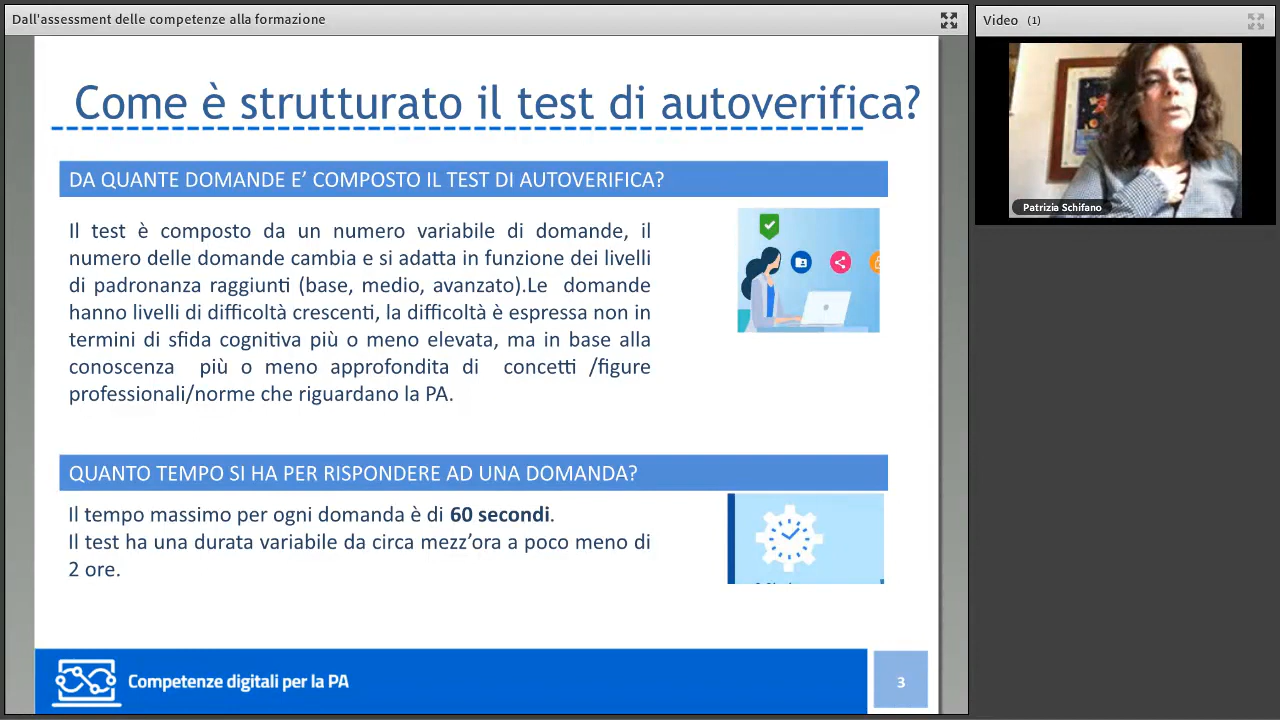 Dall'assessment delle competenze alla formazione
Video (1)
Patrizia Schifano
Come è strutturato il test di autoverifica?
DA QUANTE DOMANDE E’ COMPOSTO IL TEST DI AUTOVERIFICA?
Il test è composto da un numero variabile di domande, il
numero delle domande cambia e si adatta in funzione dei livelli
di padronanza raggiunti (base, medio, avanzato).Le domande
hanno livelli di difficoltà crescenti, la difficoltà è espressa non in
termini di sfida cognitiva più o meno elevata, ma in base alla
conoscenza più o meno approfondita di concetti /figure
professionali/norme che riguardano la PA.
QUANTO TEMPO SI HA PER RISPONDERE AD UNA DOMANDA?
Il tempo massimo per ogni domanda è di 60 secondi.
Il test ha una durata variabile da circa mezz’ora a poco meno di
2 ore.
Competenze digitali per la PA
3